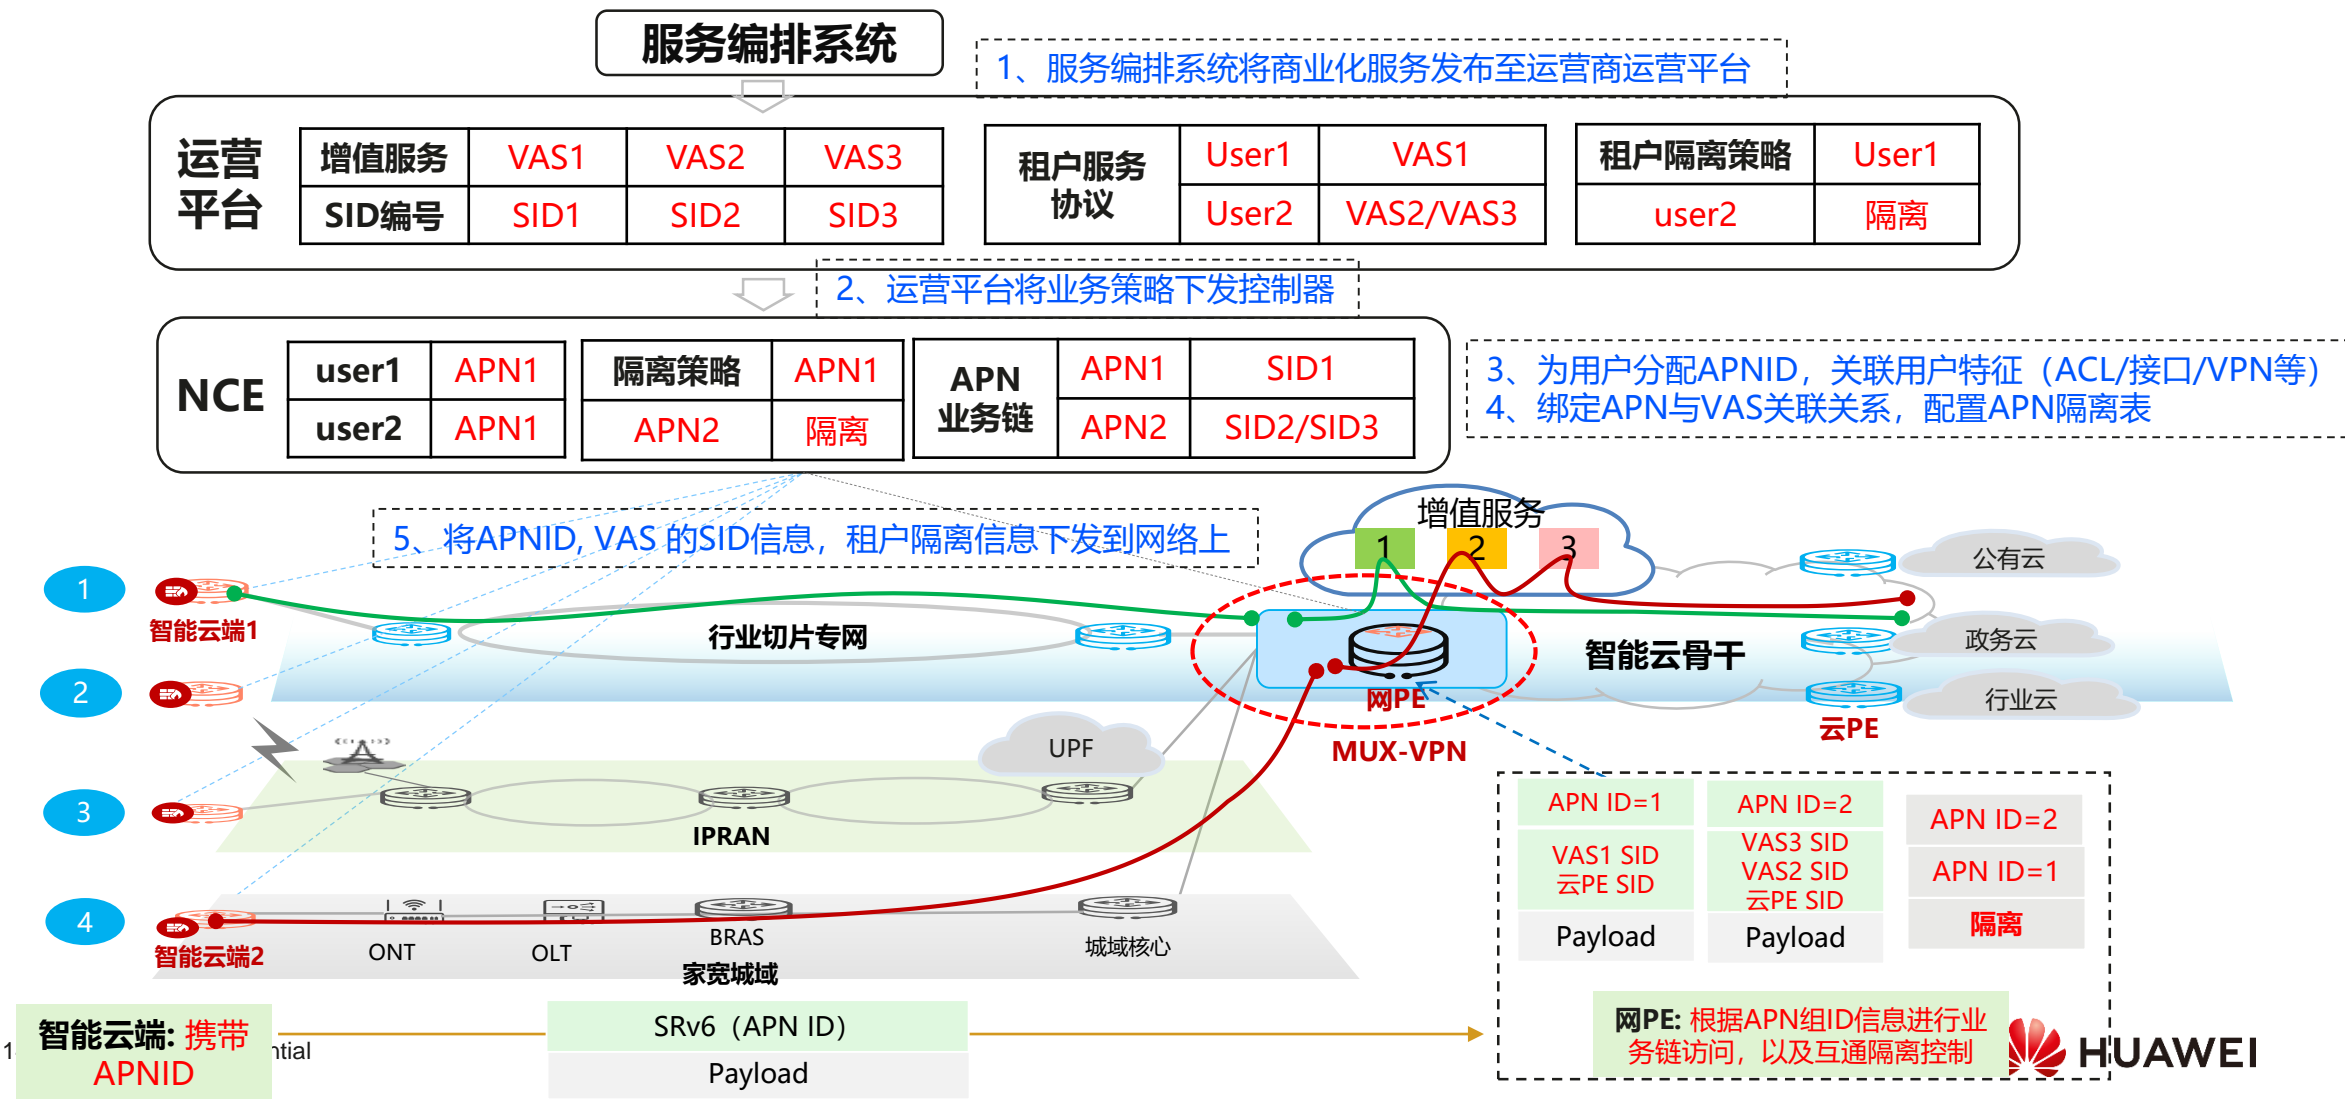 服务编排系统
1、服务编排系统将商业化服务发布至运营商运营平台
运营
平台
增值服务 VAS1 VAS2 VAS3
SID编号 SID1 SID2 SID3
租户服务
协议
User1 VAS1
User2 VAS2/VAS3
租户隔离策略 User1
user2 隔离
2、运营平台将业务策略下发控制器
NCE
user1 APN1
user2 APN1
隔离策略 APN1
APN2 隔离
APN
业务链
APN1 SID1
APN2 SID2/SID3
3、为用户分配APNID，关联用户特征（ACL/接口/VPN等）
4、绑定APN与VAS关联关系，配置APN隔离表
5、将APNID, VAS 的SID信息，租户隔离信息下发到网络上
增值服务
1 2 3
公有云
政务云
行业云
1
智能云端1
行业切片专网
智能云骨干
网PE
云PE
MUX-VPN
2
3
UPF
IPRAN
4
智能云端2
ONT
OLT
BRAS
城域核心
家宽城域
APN ID=1
VAS1 SID
云PE SID
Payload
APN ID=2
VAS3 SID
VAS2 SID
云PE SID
Payload
APN ID=2
APN ID=1
隔离
网PE: 根据APN组ID信息进行业
务链访问，以及互通隔离控制
智能云端: 携带
APNID
SRv6（APN ID）
Payload
ntial
HUAWEI